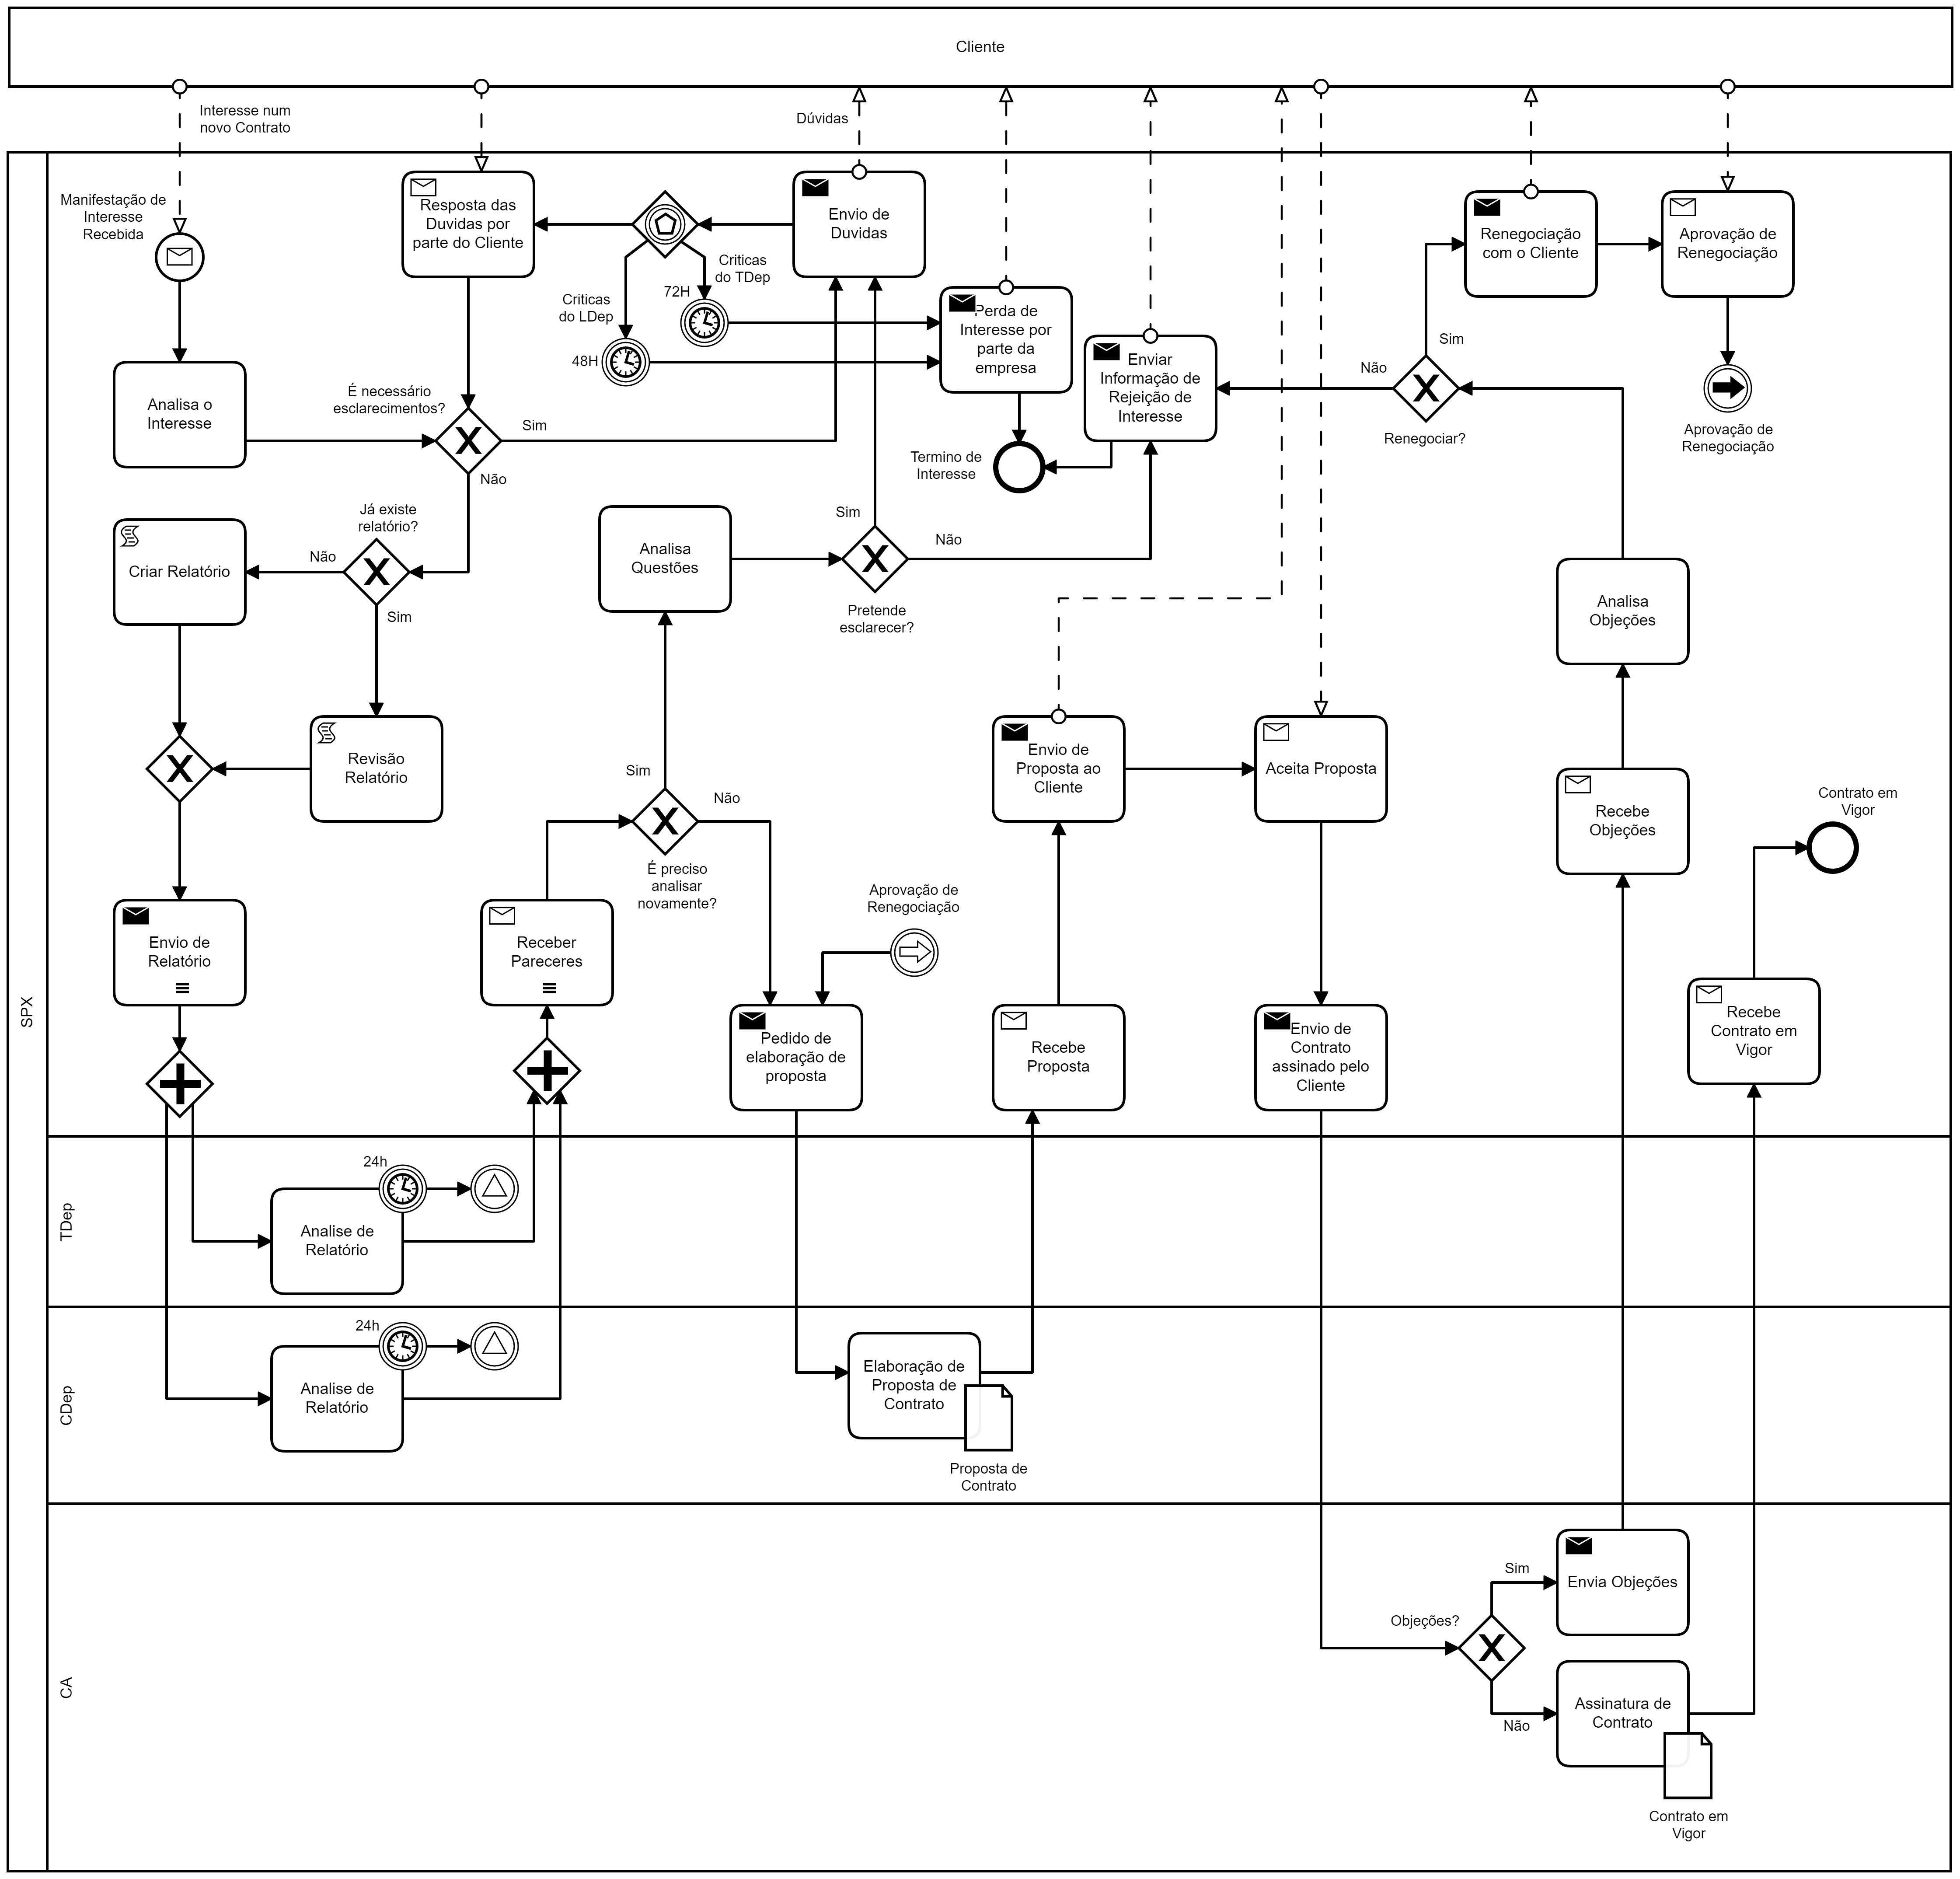 Cliente
Interesse num
novo Contrato
Dúvidas
SPX
Manifestação de
Interesse
Recebida
Resposta das
Duvidas por
parte do Cliente
Envio de
Duvidas
Criticas
do TDep
72H
Criticas
do LDep
48H
Perda de
Interesse por
parte da
empresa
Enviar
Informação de
Rejeição de
Interesse
Renegociação
com o Cliente
Aprovação de
Renegociação
Sim
Não
Renegociar?
Aprovação de
Renegociação
Analisa o
Interesse
É necessário
esclarecimentos?
Sim
Não
Termino de
Interesse
Já existe
relatório?
Não
Sim
Criar Relatório
Analisa
Questões
Sim
Não
Pretende
esclarecer?
Analisa
Objeções
Revisão
Relatório
Sim
Não
É preciso
analisar
novamente?
Envio de
Proposta ao
Cliente
Aceita Proposta
Recebe
Objeções
Contrato em
Vigor
Envio de
Relatório
Receber
Pareceres
Aprovação de
Renegociação
Pedido de
elaboração de
proposta
Recebe
Proposta
Envio de
Contrato
assinado pelo
Cliente
Recebe
Contrato em
Vigor
TDep
24h
Analise de
Relatório
CDep
24h
Analise de
Relatório
Elaboração de
Proposta de
Contrato
Proposta de
Contrato
CA
Objeções?
Sim
Não
Envia Objeções
Assinatura de
Contrato
Contrato em
Vigor